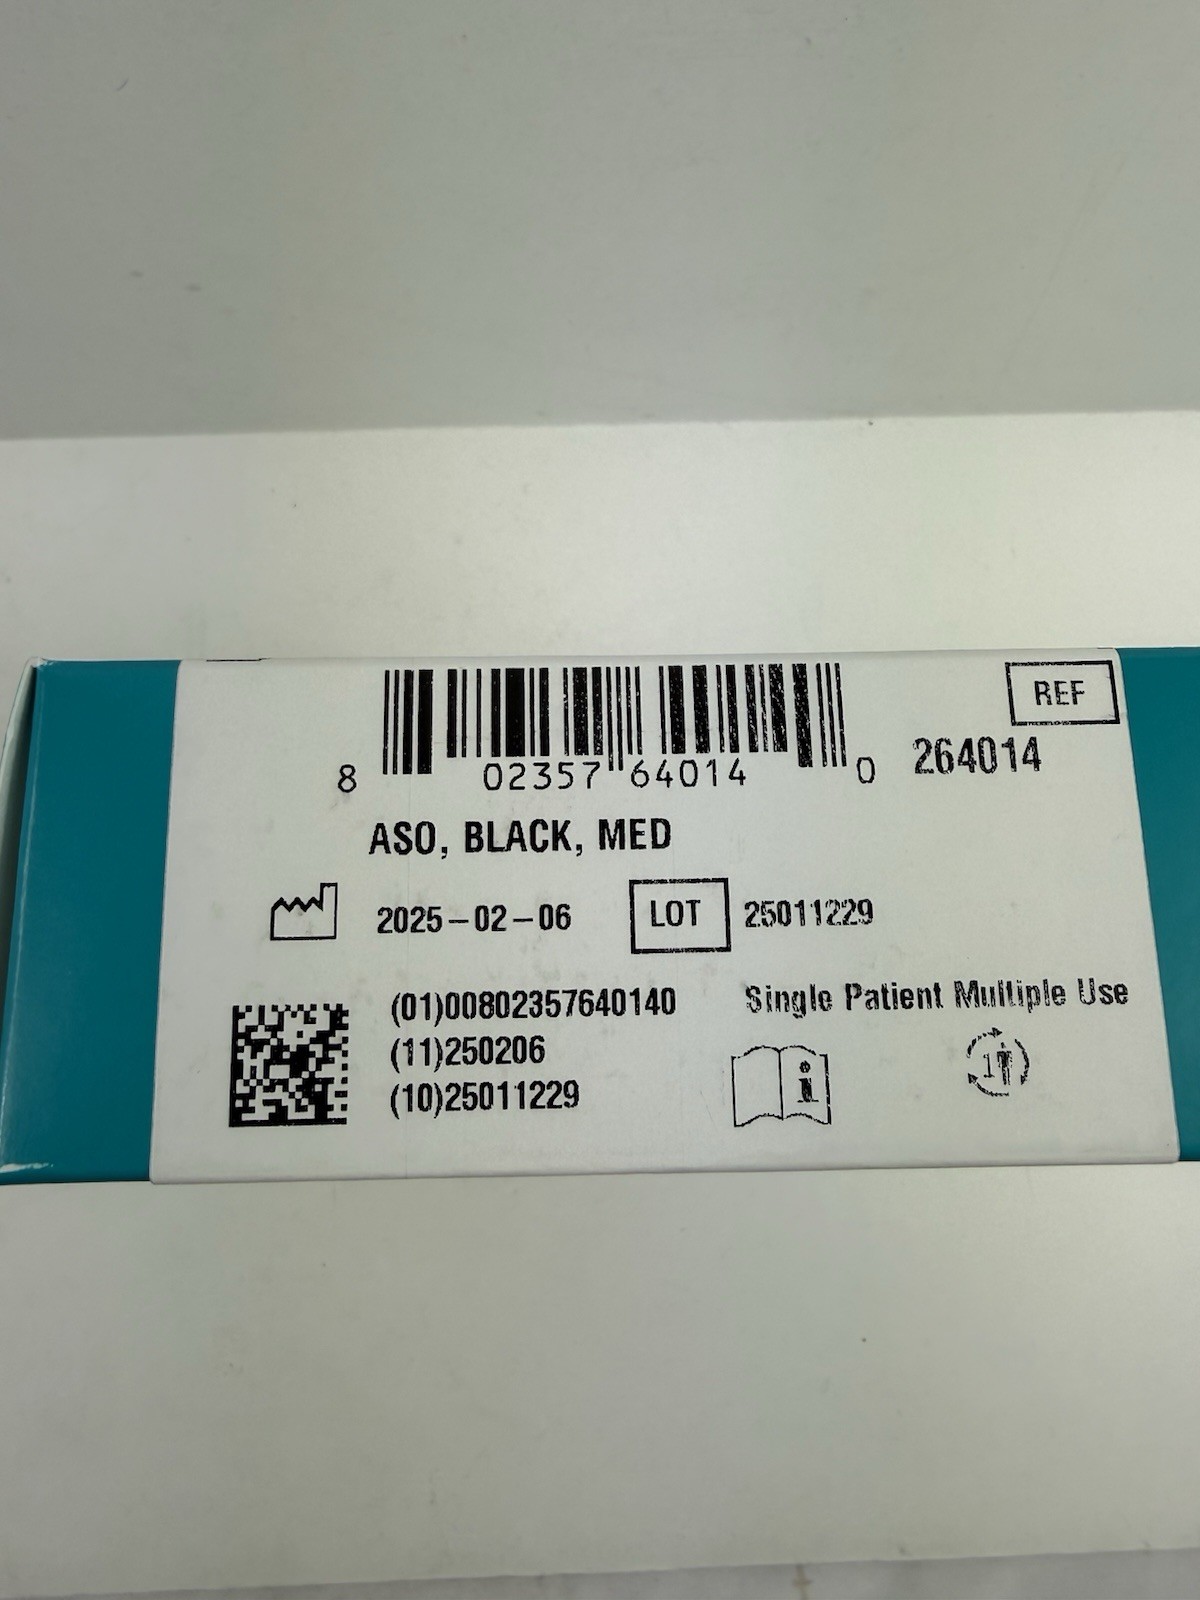 REF
8 02357 64014 0
264014
ASO, BLACK, MED
2025-02-06 LOT 25011229
(01)00802357640140
(11)250206
(10)25011229
Single Patient Multiple Use
i
1